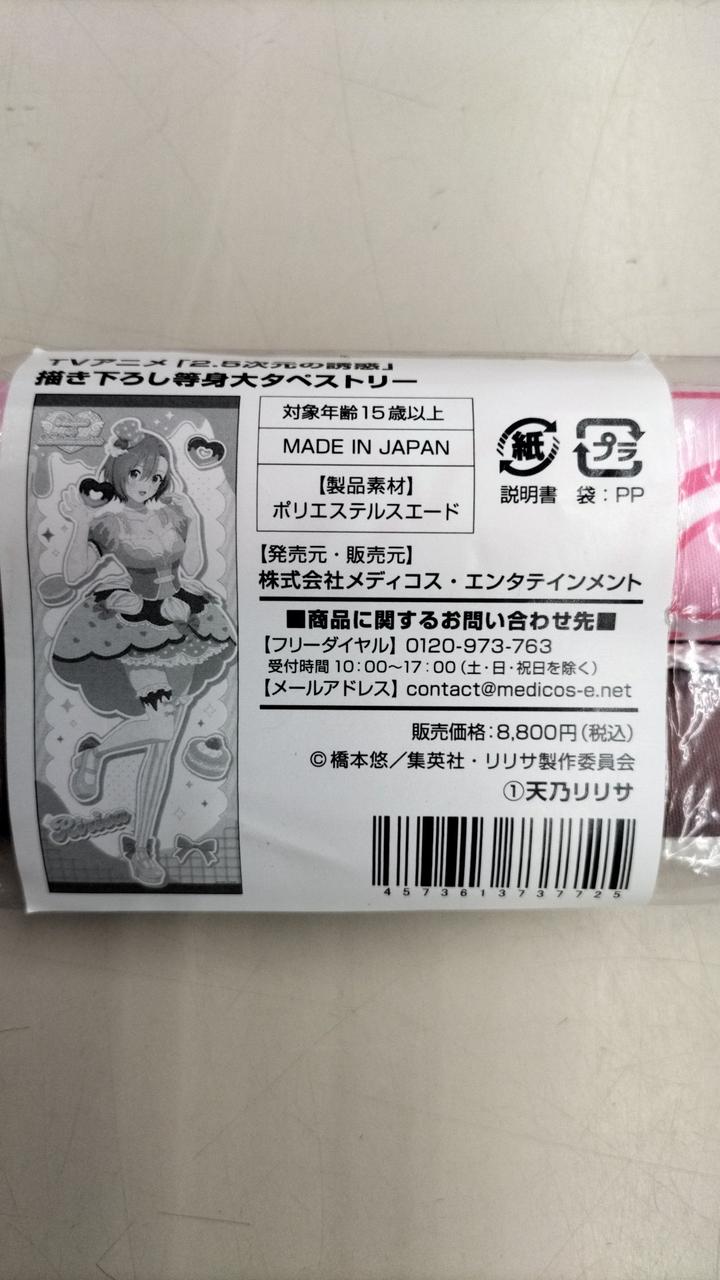 TVアニメ「2.5次元の誘惑」
描き下ろし等身大タペストリー
対象年齢15歳以上
MADE IN JAPAN
【製品素材】
ポリエステルスエード
紙
プラ
説明書 袋：PP
【発売元・販売元】
株式会社メディコス・エンタテインメント
■商品に関するお問い合わせ先■
【フリーダイヤル】0120-973-763
受付時間 10：00〜17：00（土・日・祝日を除く）
【メールアドレス】contact@medicos-e.net
販売価格：8,800円（税込）
©橋本悠／集英社・リリサ製作委員会
①天乃リリサ
Ririsa
4573613737725